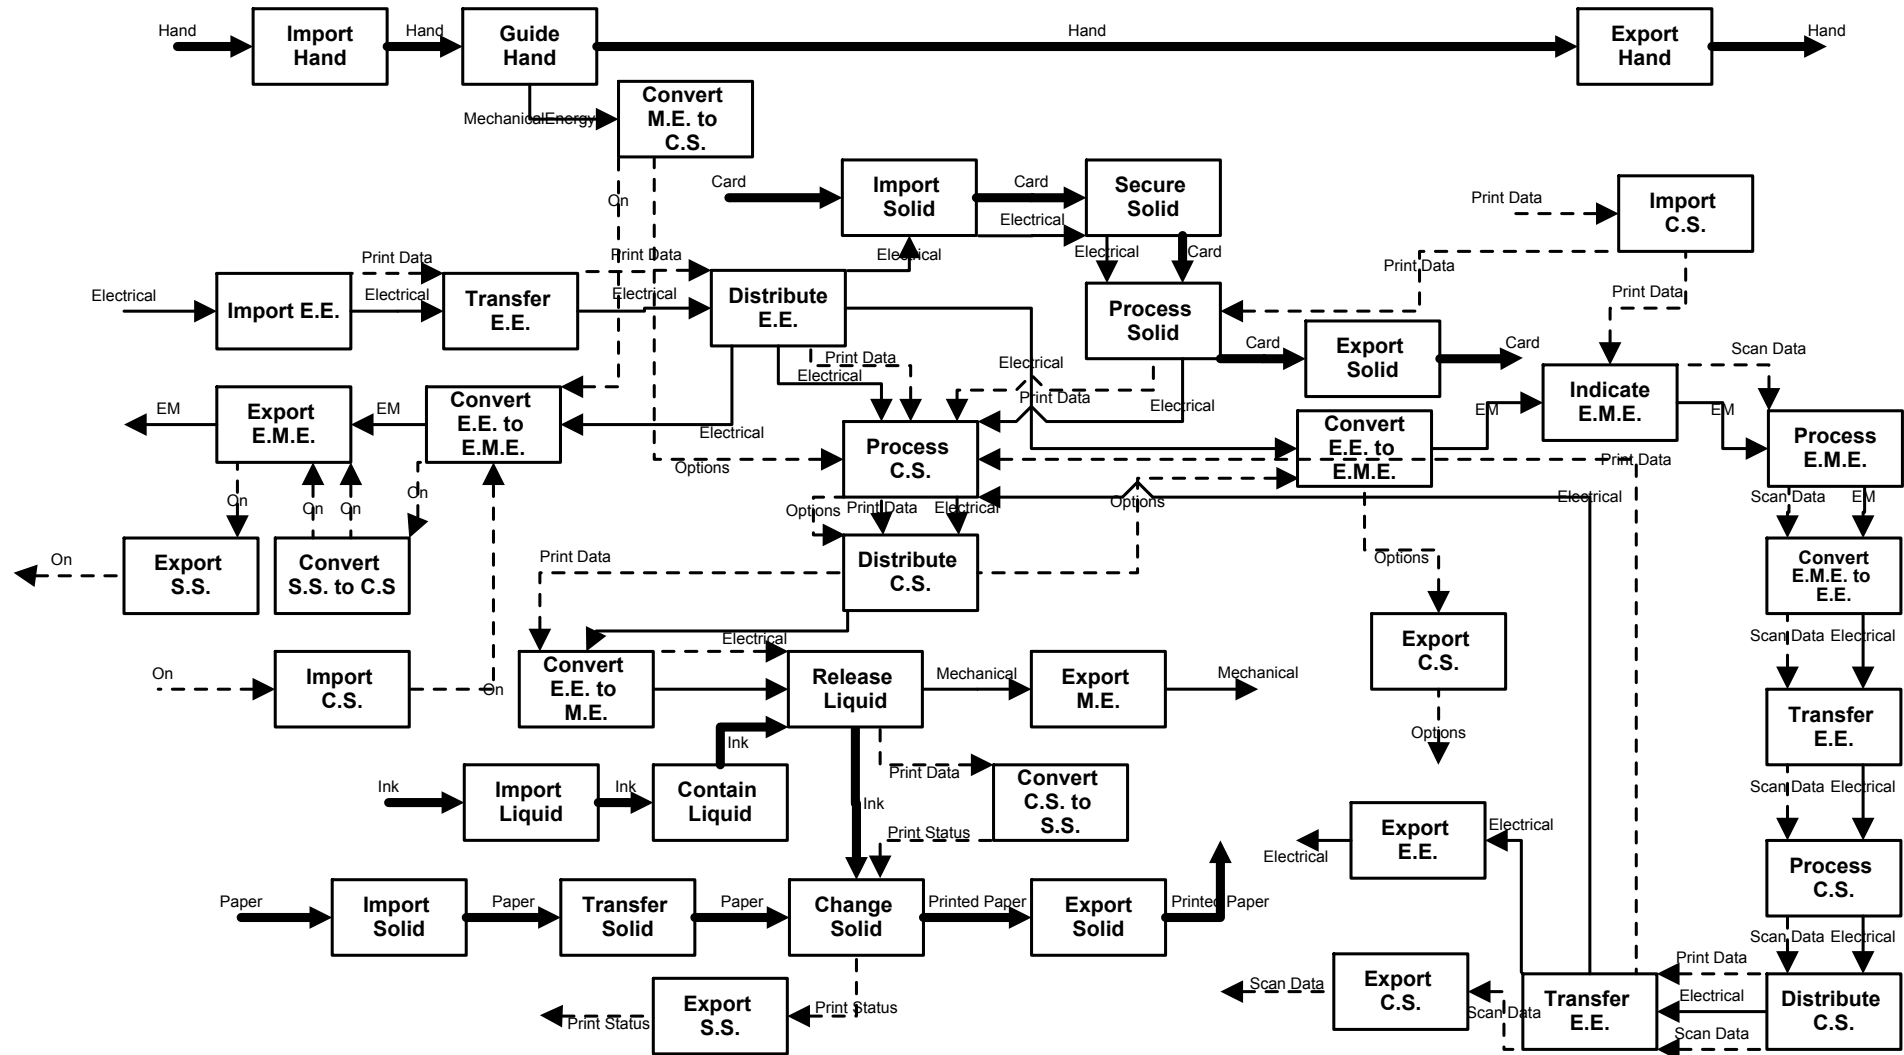 Hand
Import
Hand
Hand
Guide
Hand
Hand
Export
Hand
Hand
MechanicalEnergy
Convert
M.E. to
C.S.
On
Card
Import
Solid
Card
Secure
Solid
Electrical
Electrical
Electrical
Card
Print Data
Import
C.S.
Print Data
Print Data
Electrical
Import E.E.
Print Data
Electrical
Transfer
E.E.
Print Data
Electrical
Distribute
E.E.
Process
Solid
Card
Export
Solid
Card
Print Data
Electrical
Electrical
Print Data
Electrical
Scan Data
Indicate
E.M.E.
EM
EM
Export
E.M.E.
EM
Convert
E.E. to
E.M.E.
Electrical
Options
Process
C.S.
Convert
E.E. to
E.M.E.
EM
Process
E.M.E.
Print Data
On
On
On
On
Options
Print Data
Electrical
Options
Electrical
Scan Data
EM
On
Export
S.S.
Convert
S.S. to C.S
Print Data
Distribute
C.S.
Options
Convert
E.M.E. to
E.E.
Electrical
Export
C.S.
Scan Data
Electrical
On
Import
C.S.
On
Convert
E.E. to
M.E.
Release
Liquid
Mechanical
Export
M.E.
Mechanical
Options
Transfer
E.E.
Ink
Ink
Import
Liquid
Ink
Contain
Liquid
Print Data
Convert
C.S. to
S.S.
Ink
Print Status
Scan Data
Electrical
Export
E.E.
Electrical
Electrical
Process
C.S.
Paper
Import
Solid
Paper
Transfer
Solid
Paper
Change
Solid
Printed Paper
Export
Solid
Printed Paper
Scan Data
Electrical
Print Data
Print Status
Export
S.S.
Print Status
Scan Data
Export
C.S.
Scan Data
Transfer
E.E.
Electrical
Scan Data
Distribute
C.S.